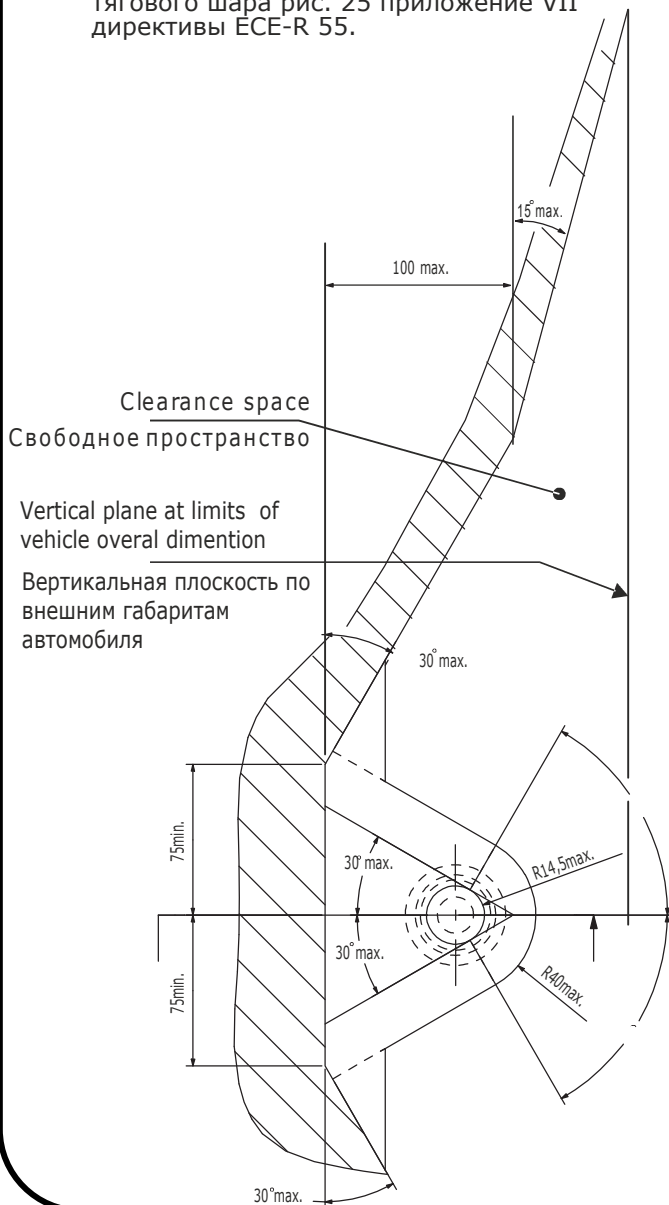 тягового шара рис. 25 приложение VII
директивы ECE-R 55.
15° max.
100 max.
Clearance space
Свободное пространство
Vertical plane at limits of
vehicle overal dimention
Вертикальная плоскость по
внешним габаритам
автомобиля
30° max.
75min.
30° max.
R14,5max.
30° max.
75min.
R40max.
30°max.